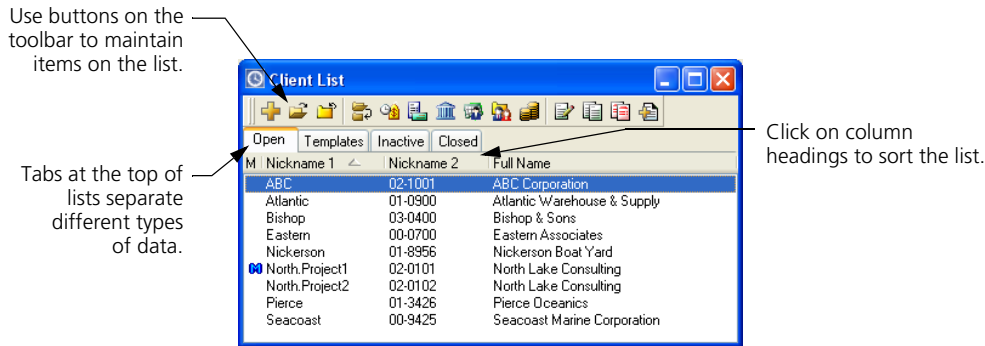 Use buttons on the
toolbar to maintain
items on the list.
Client List
Open Templates Inactive Closed
M Nickname 1 Nickname 2 Full Name
ABC 02-1001 ABC Corporation
Atlantic 01-0900 Atlantic Warehouse & Supply
Bishop 03-0400 Bishop & Sons
Eastern 00-0700 Eastern Associates
Nickerson 01-8956 Nickerson Boat Yard
M North.Project1 02-0101 North Lake Consulting
North.Project2 02-0102 North Lake Consulting
Pierce 01-3426 Pierce Oceanics
Seacoast 00-9425 Seacoast Marine Corporation
Click on column
headings to sort the list.
Tabs at the top of
lists separate
different types
of data.